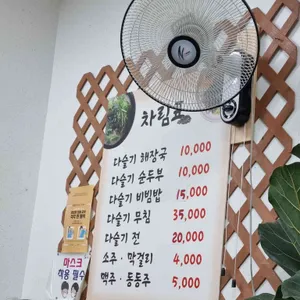 차림표
다슬기 해장국 10,000
다슬기 순두부 10,000
다슬기 비빔밥 15,000
다슬기 무침 35,000
다슬기 전 20,000
소주·막걸리 4,000
맥주·동동주 5,000
마스크
착용 필수